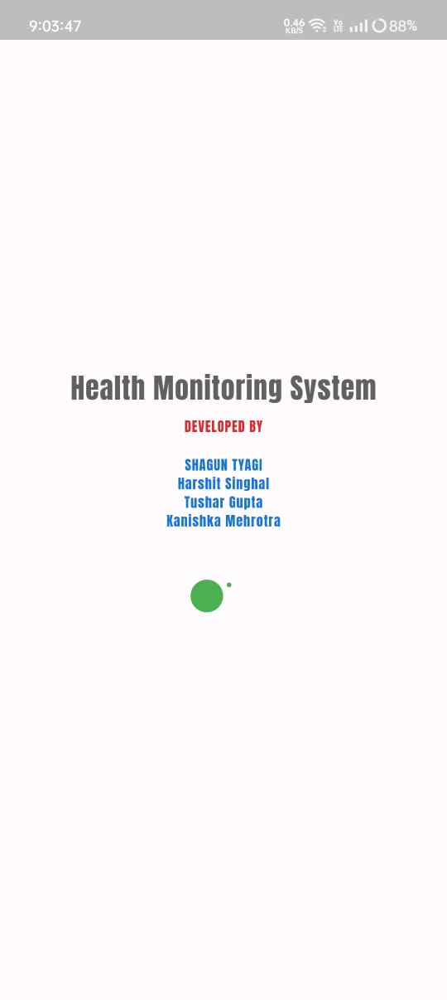 9:03:47 0.46 KB/S Vo LTE 88%
Health Monitoring System
DEVELOPED BY
SHAGUN TYAGI
Harshit Singhal
Tushar Gupta
Kanishka Mehrotra